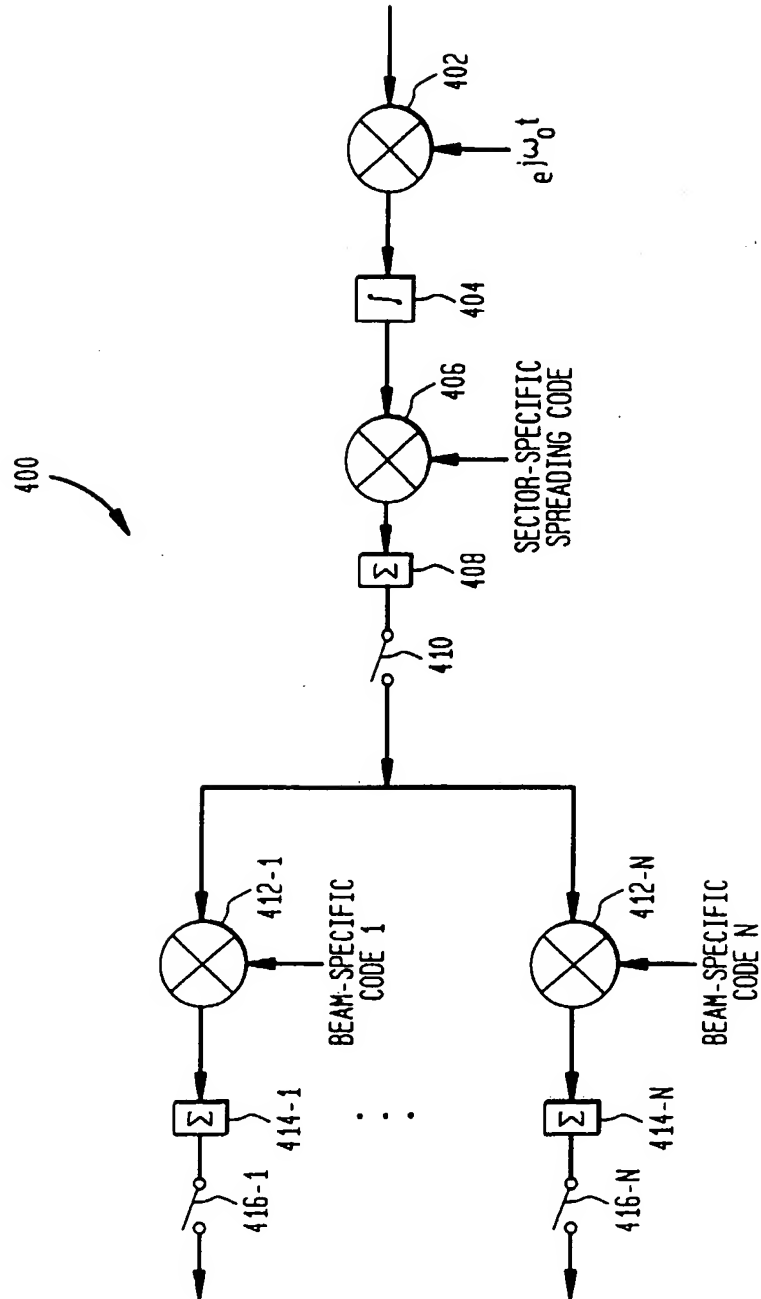 400
402
e^jω₀t
404
∫
406
SECTOR-SPECIFIC
SPREADING CODE
408
Σ
410
412-1
BEAM-SPECIFIC
CODE 1
414-1
Σ
416-1
...
412-N
BEAM-SPECIFIC
CODE N
414-N
Σ
416-N